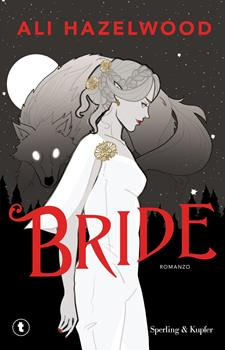 ALI HAZELWOOD
BRIDE
ROMANZO
t
Sperling & Kupfer